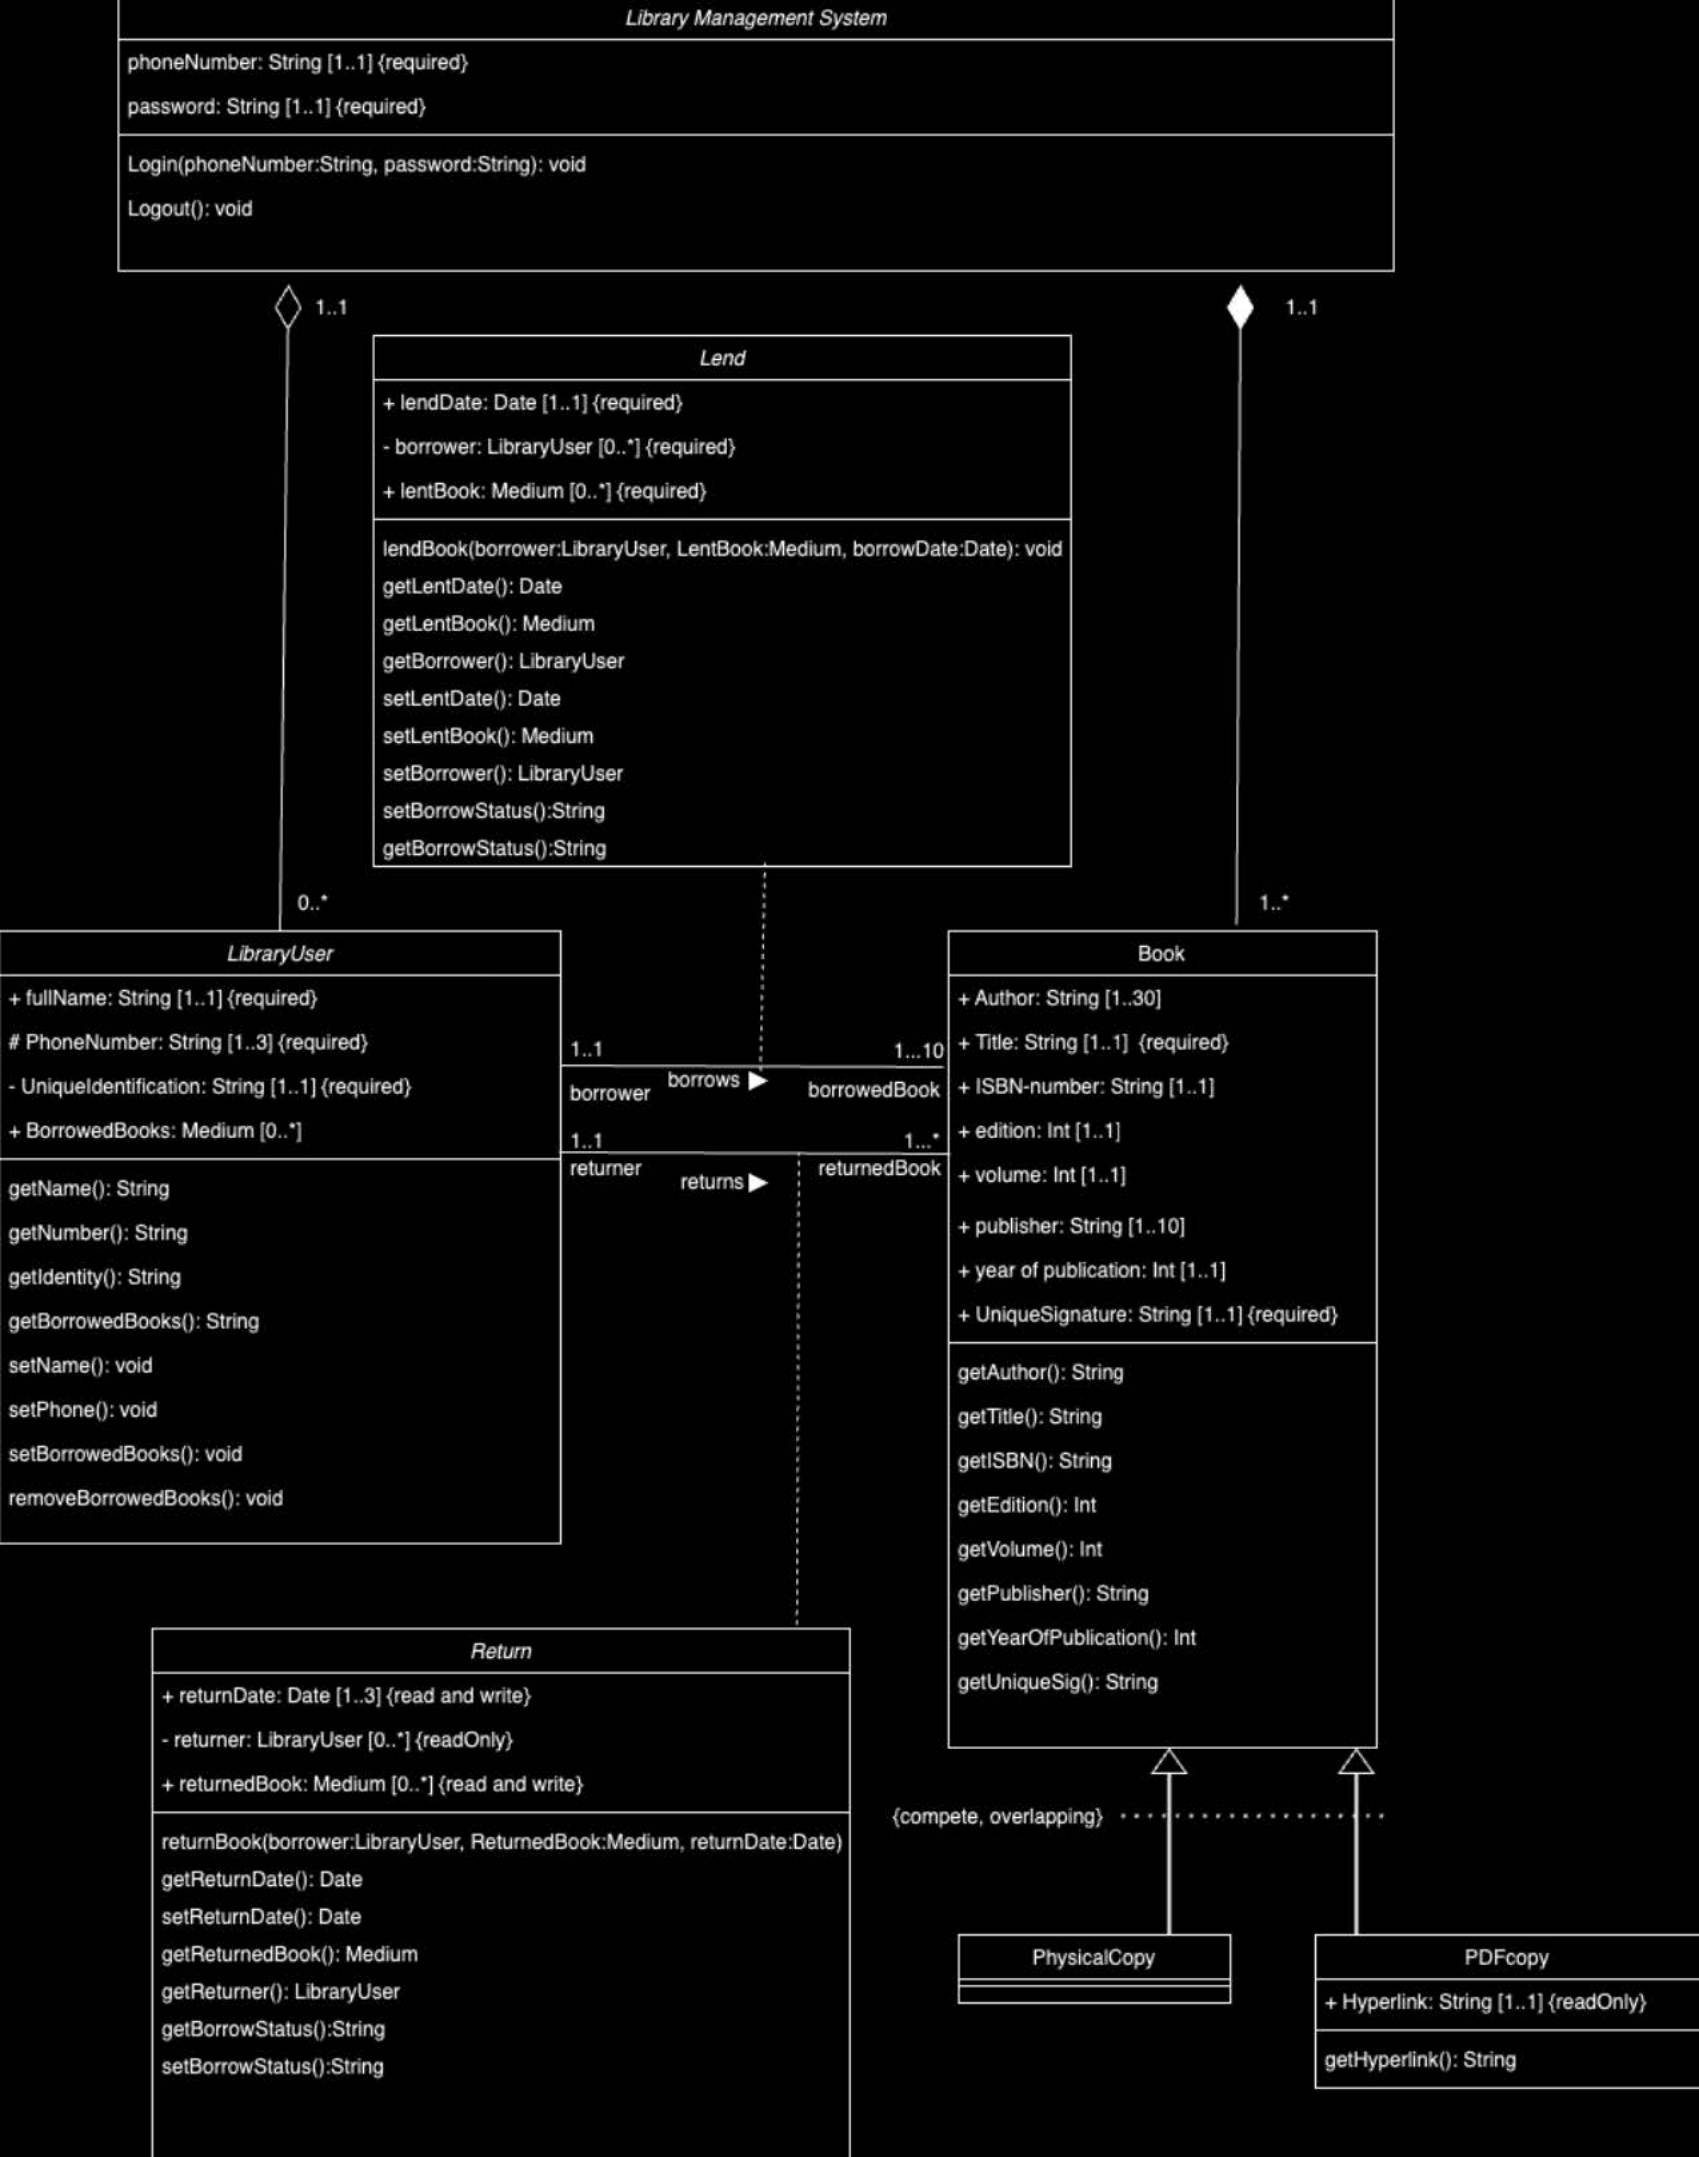 Library Management System
phoneNumber: String [1..1] {required}
password: String [1..1] {required}
Login(phoneNumber:String, password:String): void
Logout(): void
1..1
1..1
Lend
+ lendDate: Date [1..1] {required}
- borrower: LibraryUser [0..*] {required}
+ lentBook: Medium [0..*] {required}
lendBook(borrower:LibraryUser, LentBook:Medium, borrowDate:Date): void
getLentDate(): Date
getLentBook(): Medium
getBorrower(): LibraryUser
setLentDate(): Date
setLentBook(): Medium
setBorrower(): LibraryUser
setBorrowStatus():String
getBorrowStatus():String
0..*
1..*
LibraryUser
+ fullName: String [1..1] {required}
# PhoneNumber: String [1..3] {required}
- UniqueIdentification: String [1..1] {required}
+ BorrowedBooks: Medium [0..*]
getName(): String
getNumber(): String
getIdentity(): String
getBorrowedBooks(): String
setName(): void
setPhone(): void
setBorrowedBooks(): void
removeBorrowedBooks(): void
1..1
1...10
borrower
borrows
borrowedBook
1..1
1...*
returner
returns
returnedBook
Book
+ Author: String [1..30]
+ Title: String [1..1] {required}
+ ISBN-number: String [1..1]
+ edition: Int [1..1]
+ volume: Int [1..1]
+ publisher: String [1..10]
+ year of publication: Int [1..1]
+ UniqueSignature: String [1..1] {required}
getAuthor(): String
getTitle(): String
getISBN(): String
getEdition(): Int
getVolume(): Int
getPublisher(): String
getYearOfPublication(): Int
getUniqueSig(): String
Return
+ returnDate: Date [1..3] {read and write}
- returner: LibraryUser [0..*] {readOnly}
+ returnedBook: Medium [0..*] {read and write}
returnBook(borrower:LibraryUser, ReturnedBook:Medium, returnDate:Date)
getReturnDate(): Date
setReturnDate(): Date
getReturnedBook(): Medium
getReturner(): LibraryUser
getBorrowStatus():String
setBorrowStatus():String
{compete, overlapping}
PhysicalCopy
PDFcopy
+ Hyperlink: String [1..1] {readOnly}
getHyperlink(): String